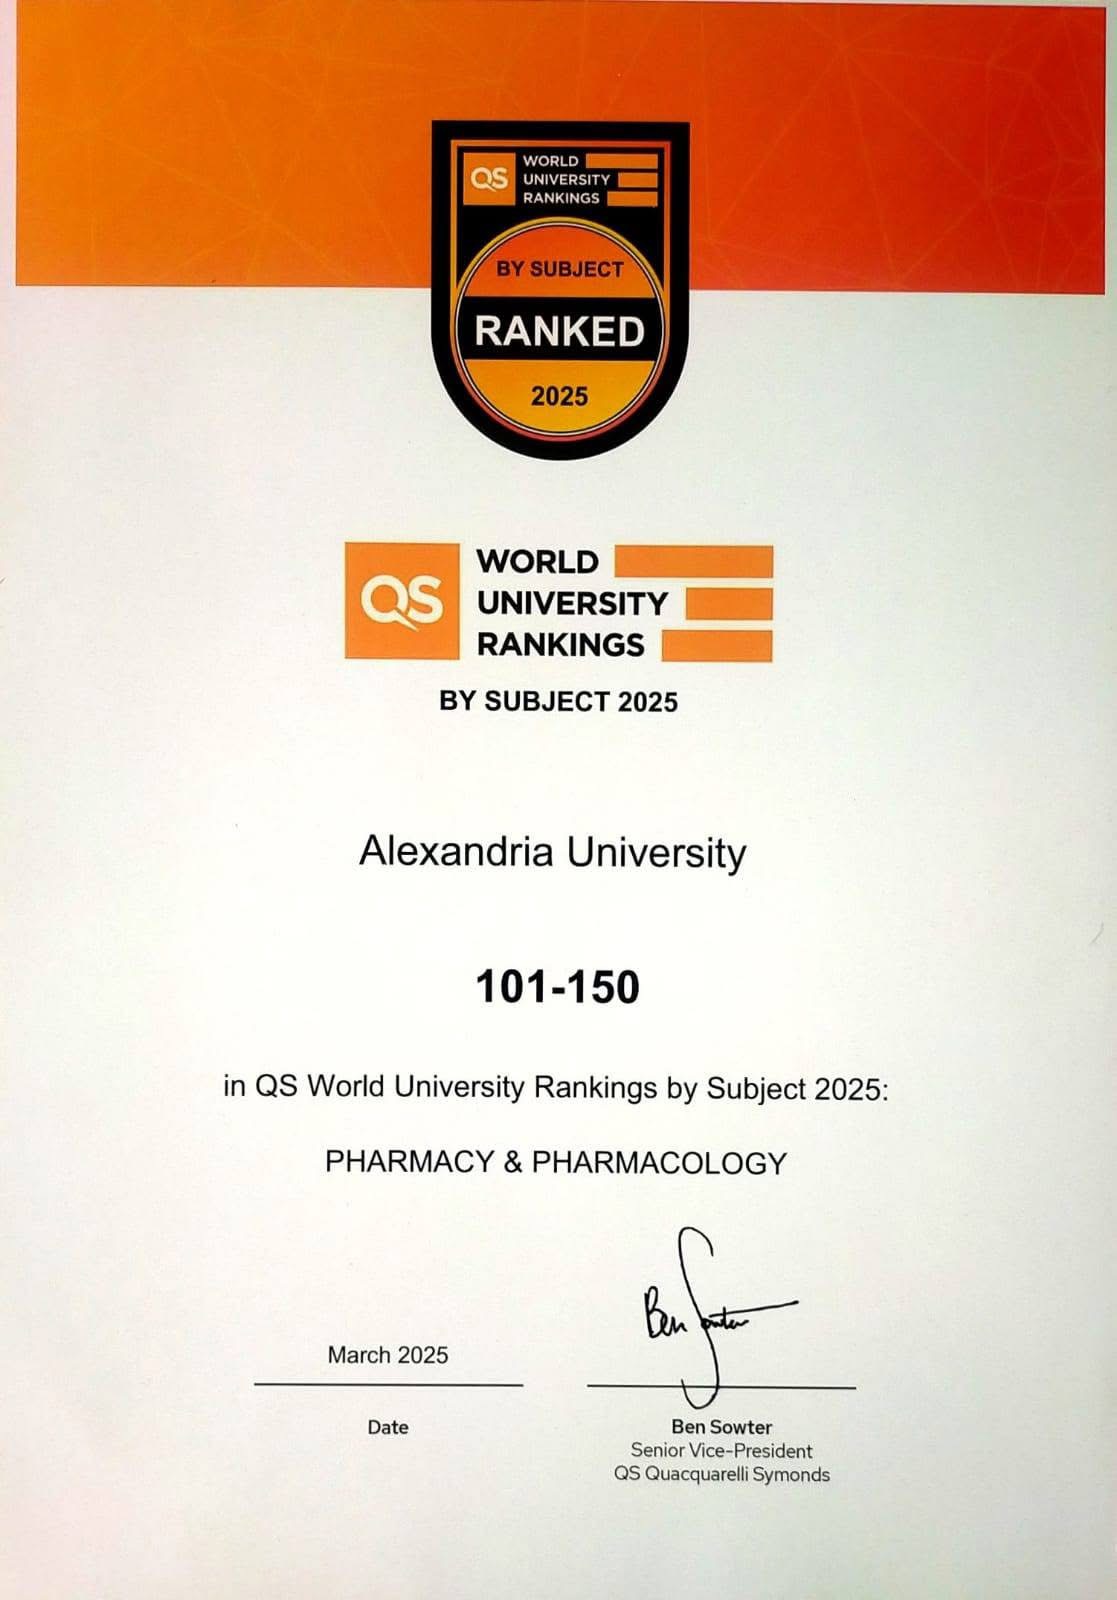 QS
WORLD
UNIVERSITY
RANKINGS
BY SUBJECT
RANKED
2025
QS
WORLD
UNIVERSITY
RANKINGS
BY SUBJECT 2025
Alexandria University
101-150
in QS World University Rankings by Subject 2025:
PHARMACY & PHARMACOLOGY
Ben Sowter
March 2025
Date
Ben Sowter
Senior Vice-President
QS Quacquarelli Symonds